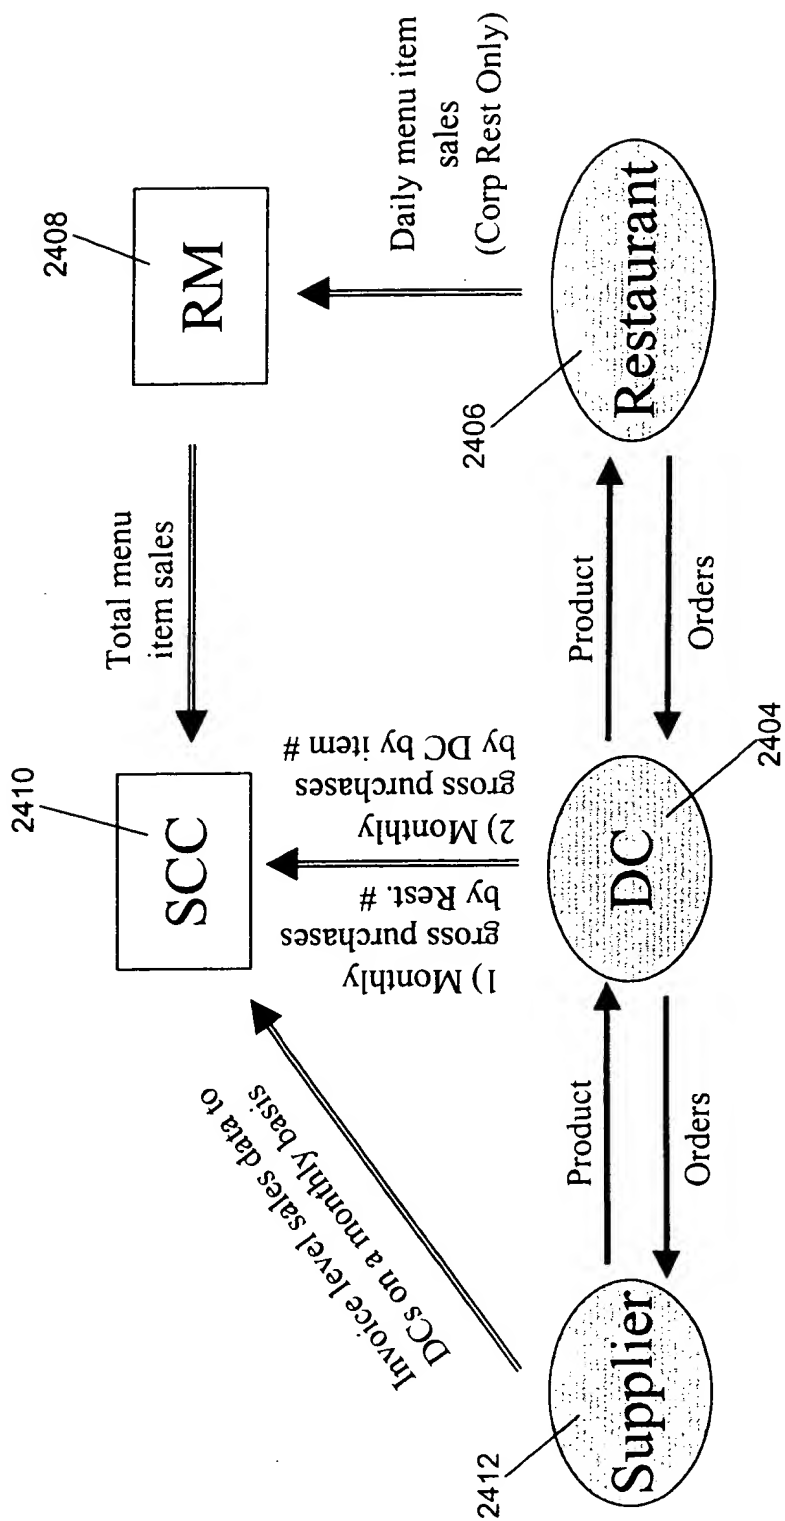 2410
SCC
Total menu
item sales
2408
RM
Invoice level sales data to
DCs on a monthly basis
1) Monthly
gross purchases
by Rest. #
2) Monthly
gross purchases
by DC by item #
Daily menu item
sales
(Corp Rest Only)
2412
Supplier
Product
Orders
DC
2404
Product
Orders
2406
Restaurant